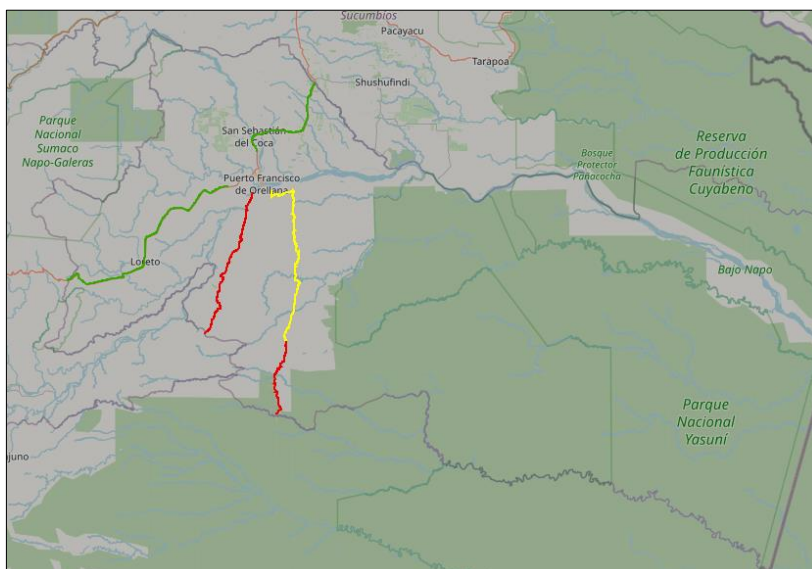 Sucumbíos
Pacayacu
Tarapoa
Shushufindi
Parque
Nacional
Sumaco
Napo-Galeras
San Sebastián
del Coca
Reserva
de Producción
Faunística
Cuyabeno
Bosque
Protector
Pañacocha
Puerto Francisco
de Orellana
Loreto
Bajo Napo
Parque
Nacional
Yasuní
ajuno